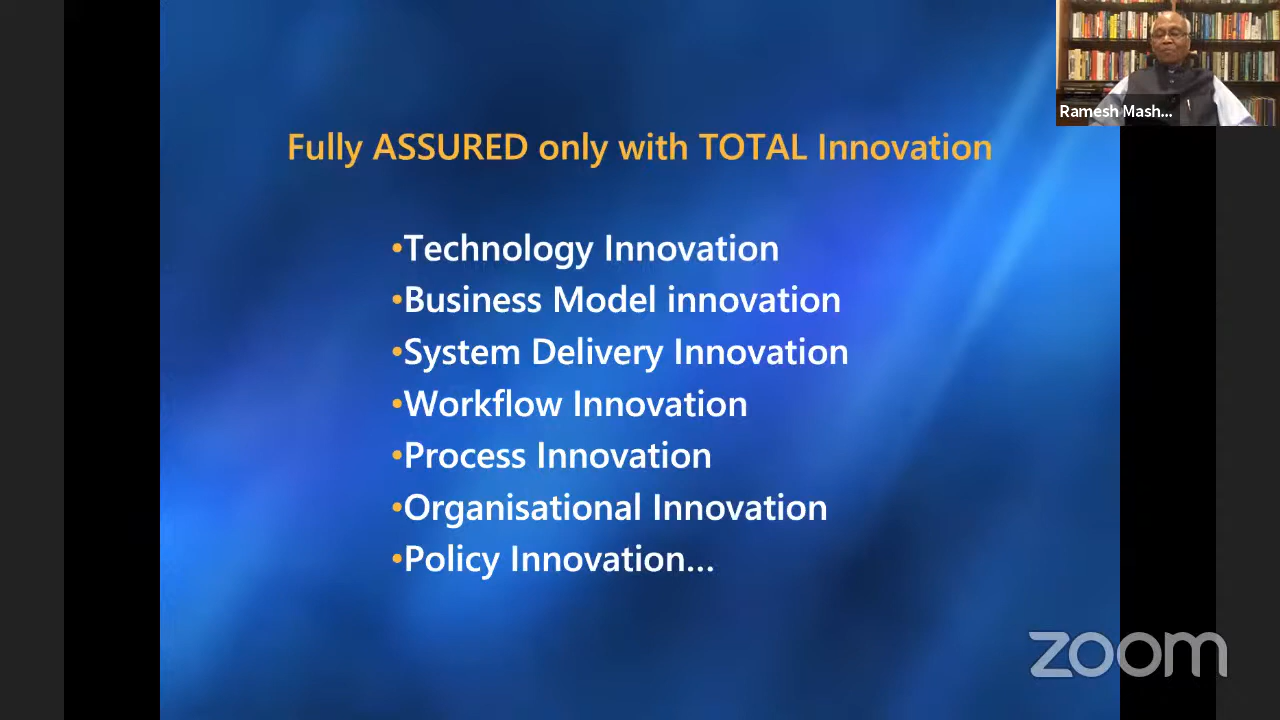 Ramesh Mash...
Fully ASSURED only with TOTAL Innovation
•Technology Innovation
•Business Model innovation
•System Delivery Innovation
•Workflow Innovation
•Process Innovation
•Organisational Innovation
•Policy Innovation...
zoom